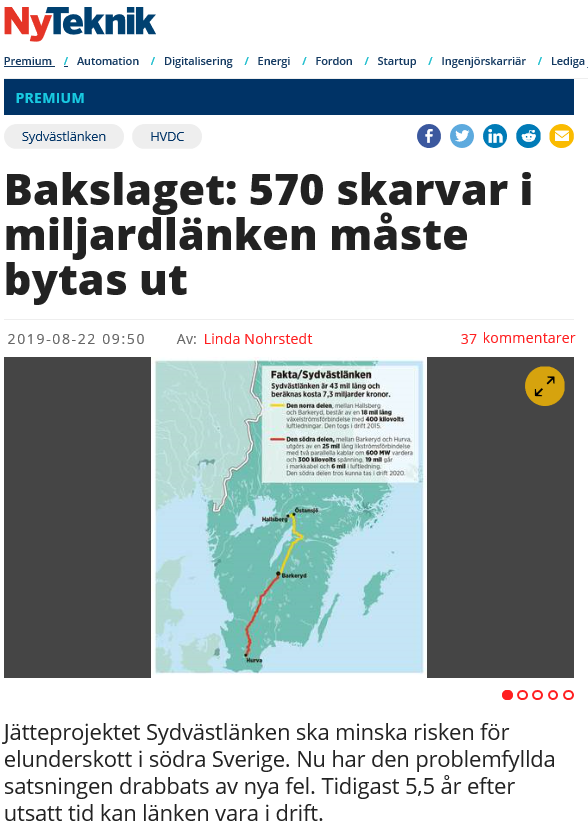 NyTeknik
Premium / Automation / Digitalisering / Energi / Fordon / Startup / Ingenjörskarriär / Lediga
PREMIUM
Sydvästlänken HVDC
Bakslaget: 570 skarvar i
miljardlänken måste
bytas ut
2019-08-22 09:50 Av: Linda Nohrstedt 37 kommentarer
Fakta/Sydvästlänken
Sydvästlänken är 43 mil lång och
beräknas kosta 7,3 miljarder kronor.
Den norra delen, mellan Hallsberg
och Barkeryd, består av en 18 mil lång
växelströmsförbindelse med 400 kilovolts
luftledningar. Den togs i drift 2015.
Den södra delen, mellan Barkeryd och Hurva,
utgörs av en 25 mil lång likströmsförbindelse
med två parallella kablar om 600 MW vardera
och 300 kilovolts spänning. 19 mil går
i markkabel och 6 mil i luftledning.
Den södra delen tros kunna tas i drift 2020.
Östansjö
Hallsberg
Barkeryd
Hurva
Jätteprojektet Sydvästlänken ska minska risken för
elunderskott i södra Sverige. Nu har den problemfyllda
satsningen drabbats av nya fel. Tidigast 5,5 år efter
utsatt tid kan länken vara i drift.